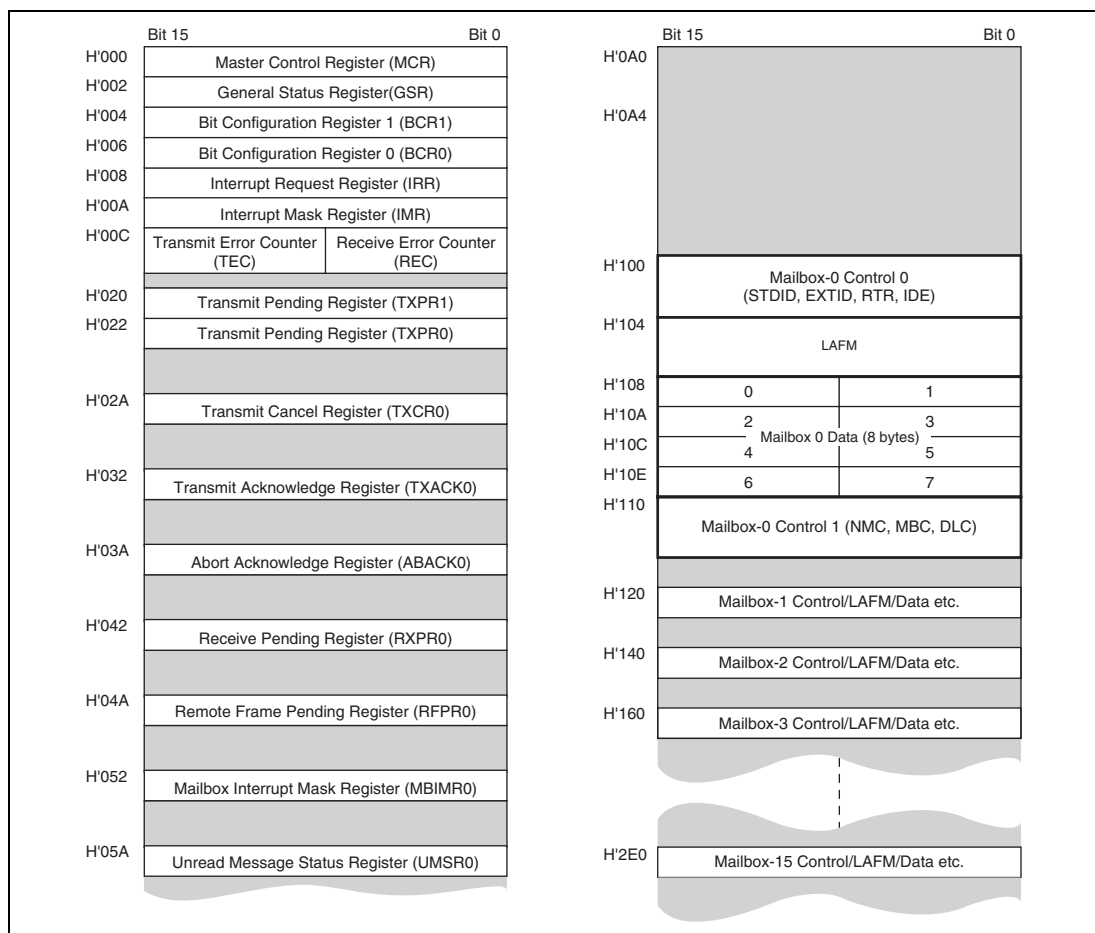 Bit 15 Bit 0
H'000 Master Control Register (MCR)
H'002 General Status Register(GSR)
H'004 Bit Configuration Register 1 (BCR1)
H'006 Bit Configuration Register 0 (BCR0)
H'008 Interrupt Request Register (IRR)
H'00A Interrupt Mask Register (IMR)
H'00C Transmit Error Counter (TEC) Receive Error Counter (REC)
H'020 Transmit Pending Register (TXPR1)
H'022 Transmit Pending Register (TXPR0)
H'02A Transmit Cancel Register (TXCR0)
H'032 Transmit Acknowledge Register (TXACK0)
H'03A Abort Acknowledge Register (ABACK0)
H'042 Receive Pending Register (RXPR0)
H'04A Remote Frame Pending Register (RFPR0)
H'052 Mailbox Interrupt Mask Register (MBIMR0)
H'05A Unread Message Status Register (UMSR0)
Bit 15 Bit 0
H'0A0
H'0A4
H'100 Mailbox-0 Control 0
(STDID, EXTID, RTR, IDE)
H'104 LAFM
H'108 0 1
H'10A 2 3
Mailbox 0 Data (8 bytes)
H'10C 4 5
H'10E 6 7
H'110 Mailbox-0 Control 1 (NMC, MBC, DLC)
H'120 Mailbox-1 Control/LAFM/Data etc.
H'140 Mailbox-2 Control/LAFM/Data etc.
H'160 Mailbox-3 Control/LAFM/Data etc.
H'2E0 Mailbox-15 Control/LAFM/Data etc.